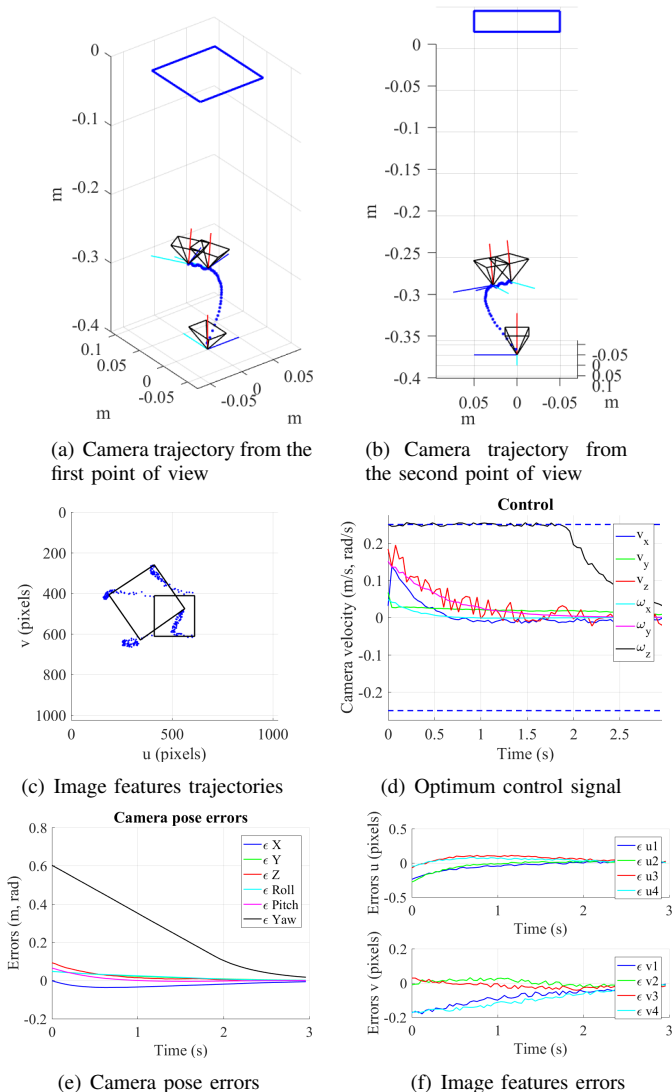 0
-0.1
-0.2
-0.3
-0.4
m
0.1
0.05
0
-0.05
m
-0.05
0
0.05
m
(a) Camera trajectory from the
first point of view
0
-0.05
-0.1
-0.15
-0.2
-0.25
-0.3
-0.35
-0.4
m
0.05
0
-0.05
m
-0.05
0
0.05
0.1
m
(b) Camera trajectory from
the second point of view
0
200
400
600
800
1000
v (pixels)
0
500
1000
u (pixels)
(c) Image features trajectories
Control
0.2
0.1
0
-0.1
-0.2
Camera velocity (m/s, rad/s)
0
0.5
1
1.5
2
2.5
Time (s)
v_x
v_y
v_z
ω_x
ω_y
ω_z
(d) Optimum control signal
Camera pose errors
0.8
0.6
0.4
0.2
0
-0.2
Errors (m, rad)
0
1
2
3
Time (s)
ϵ X
ϵ Y
ϵ Z
ϵ Roll
ϵ Pitch
ϵ Yaw
(e) Camera pose errors
0.5
0
-0.5
Errors u (pixels)
0
1
2
3
Time (s)
ϵ u1
ϵ u2
ϵ u3
ϵ u4
0.2
0
-0.2
Errors v (pixels)
0
1
2
3
Time (s)
ϵ v1
ϵ v2
ϵ v3
ϵ v4
(f) Image features errors